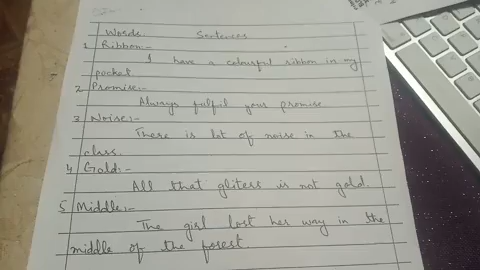 Words. Sentences
1 Ribbon:-
I have a colourful ribbon in my
pocket
2 Promise:-
Always fulfil your promise
3 Noise:-
There is lot of noise in the
class.
4 Gold:-
All that gliters is not gold.
5 Middle:-
The girl lost her way in the
middle of the forest